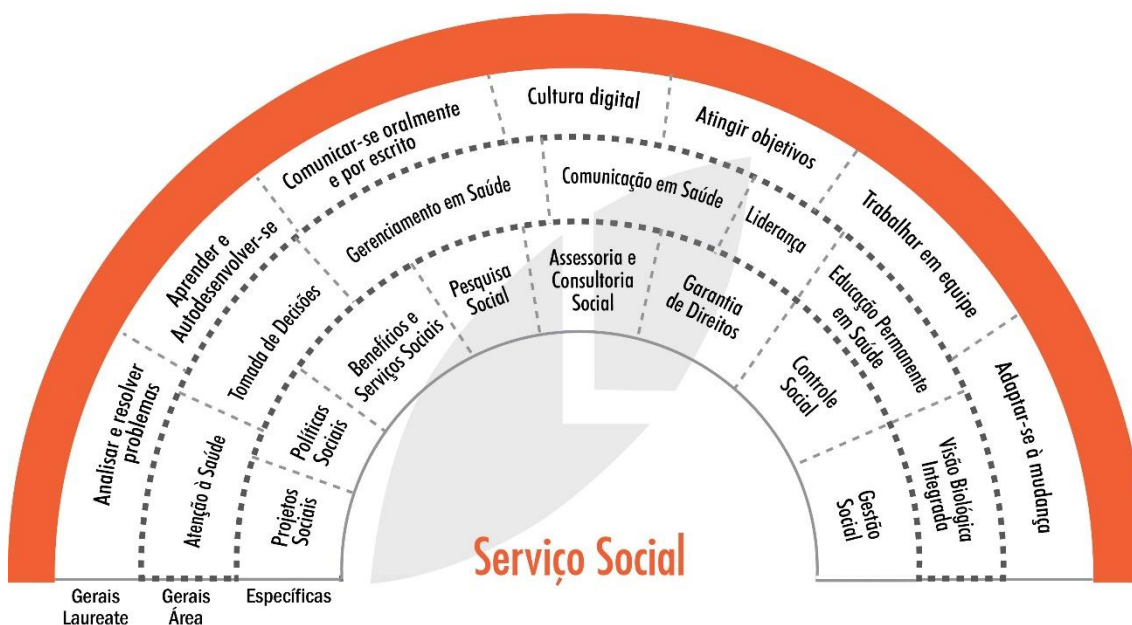 Analisar e resolver
problemas
Aprender e
Autodesenvolver-se
Comunicar-se oralmente
e por escrito
Cultura digital
Atingir objetivos
Trabalhar em equipe
Adaptar-se à mudança
Atenção à Saúde
Tomada de Decisões
Gerenciamento em Saúde
Comunicação em Saúde
Liderança
Educação Permanente
em Saúde
Visão Biológica
Integrada
Projetos
Sociais
Políticas
Sociais
Benefícios e
Serviços Sociais
Pesquisa
Social
Assessoria e
Consultoria
Social
Garantia
de Direitos
Controle
Social
Gestão
Social
Serviço Social
Gerais
Laureate
Gerais
Área
Específicas